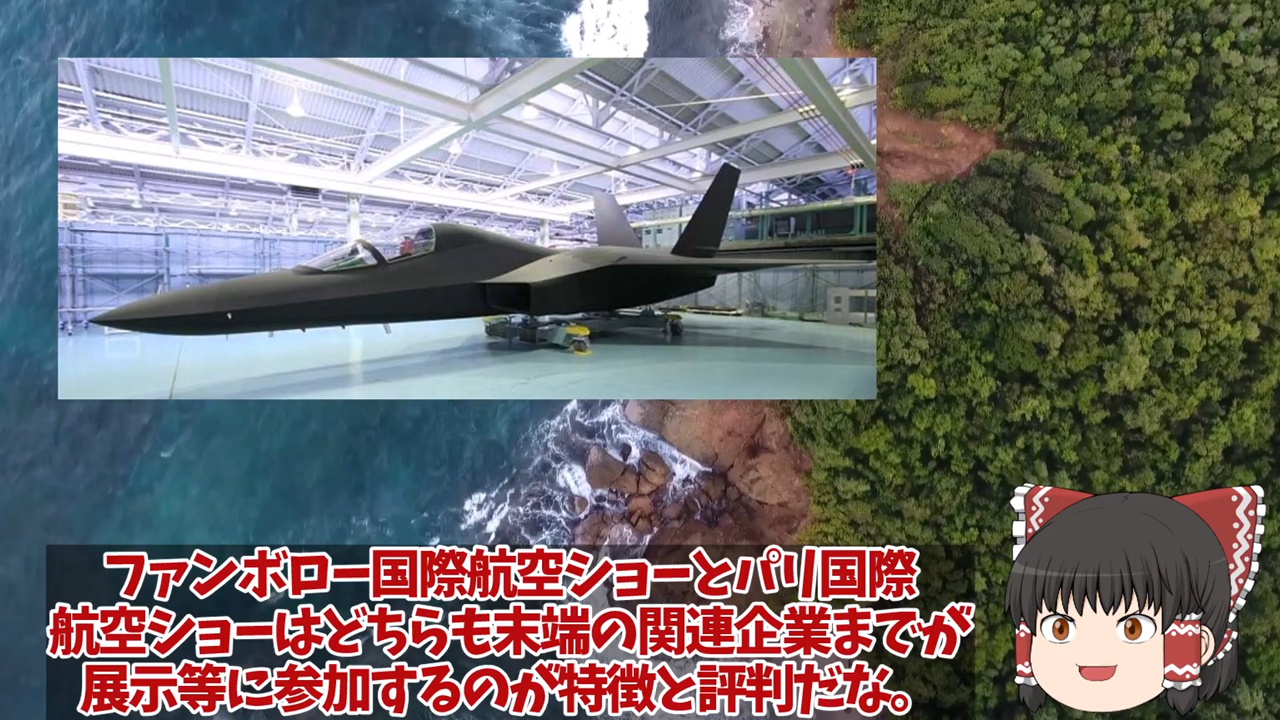 ファンボロー国際航空ショーとパリ国際
航空ショーはどちらも末端の関連企業までが
展示等に参加するのが特徴と評判だな。